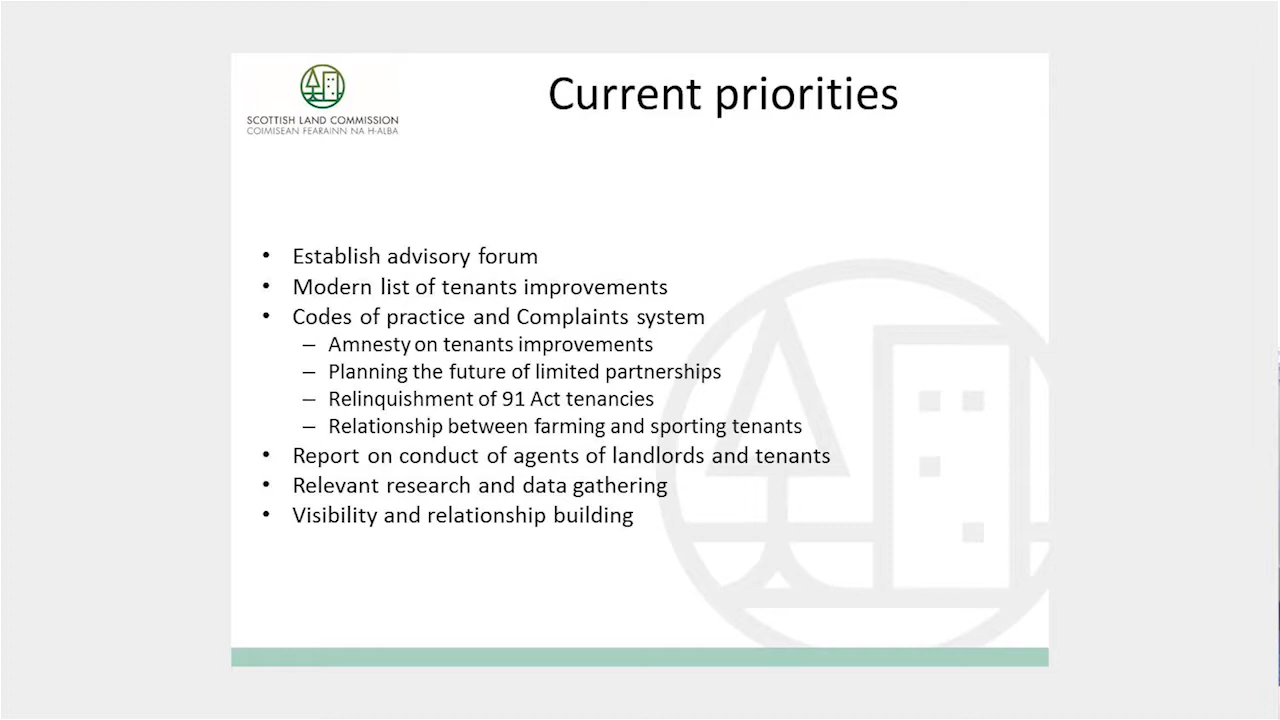 SCOTTISH LAND COMMISSION
COIMISEAN FEARAINN NA H-ALBA
Current priorities
• Establish advisory forum
• Modern list of tenants improvements
• Codes of practice and Complaints system
– Amnesty on tenants improvements
– Planning the future of limited partnerships
– Relinquishment of 91 Act tenancies
– Relationship between farming and sporting tenants
• Report on conduct of agents of landlords and tenants
• Relevant research and data gathering
• Visibility and relationship building